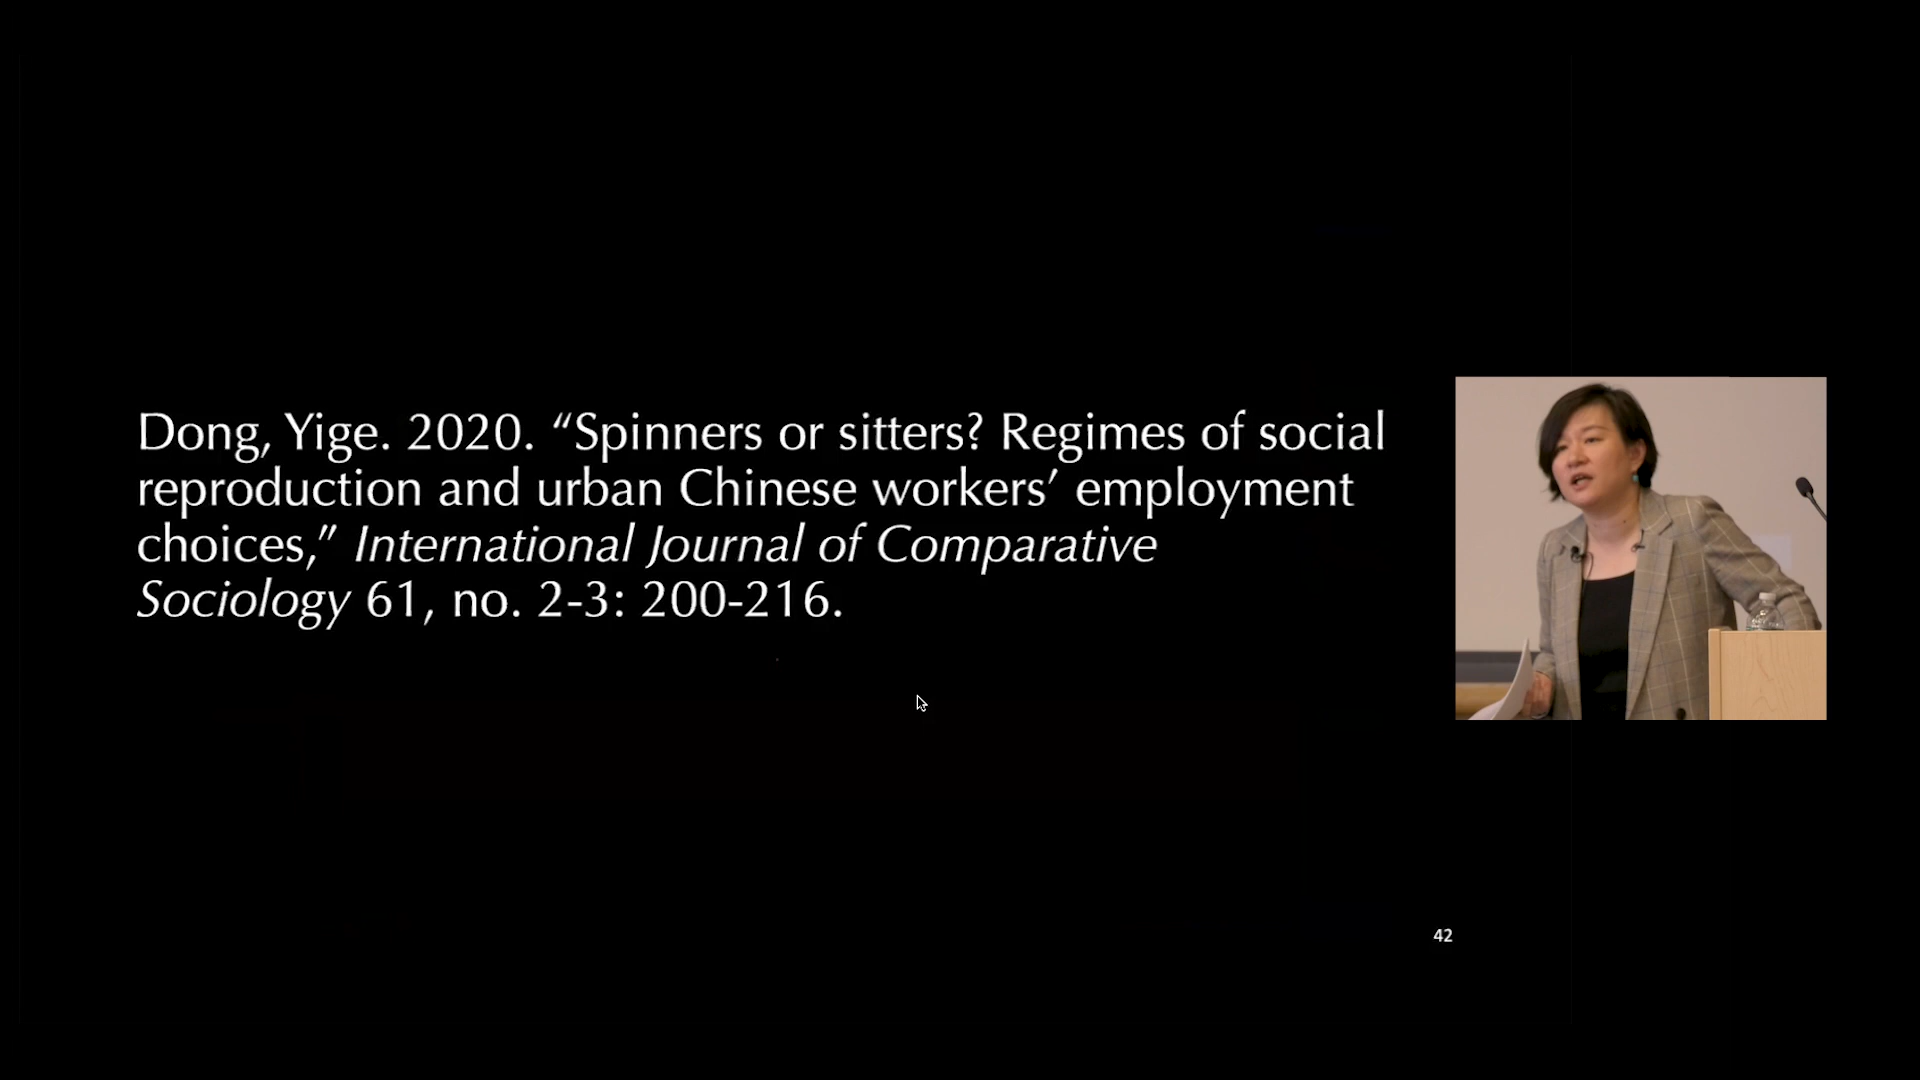 Dong, Yige. 2020. “Spinners or sitters? Regimes of social
reproduction and urban Chinese workers’ employment
choices,” International Journal of Comparative
Sociology 61, no. 2-3: 200-216.
42